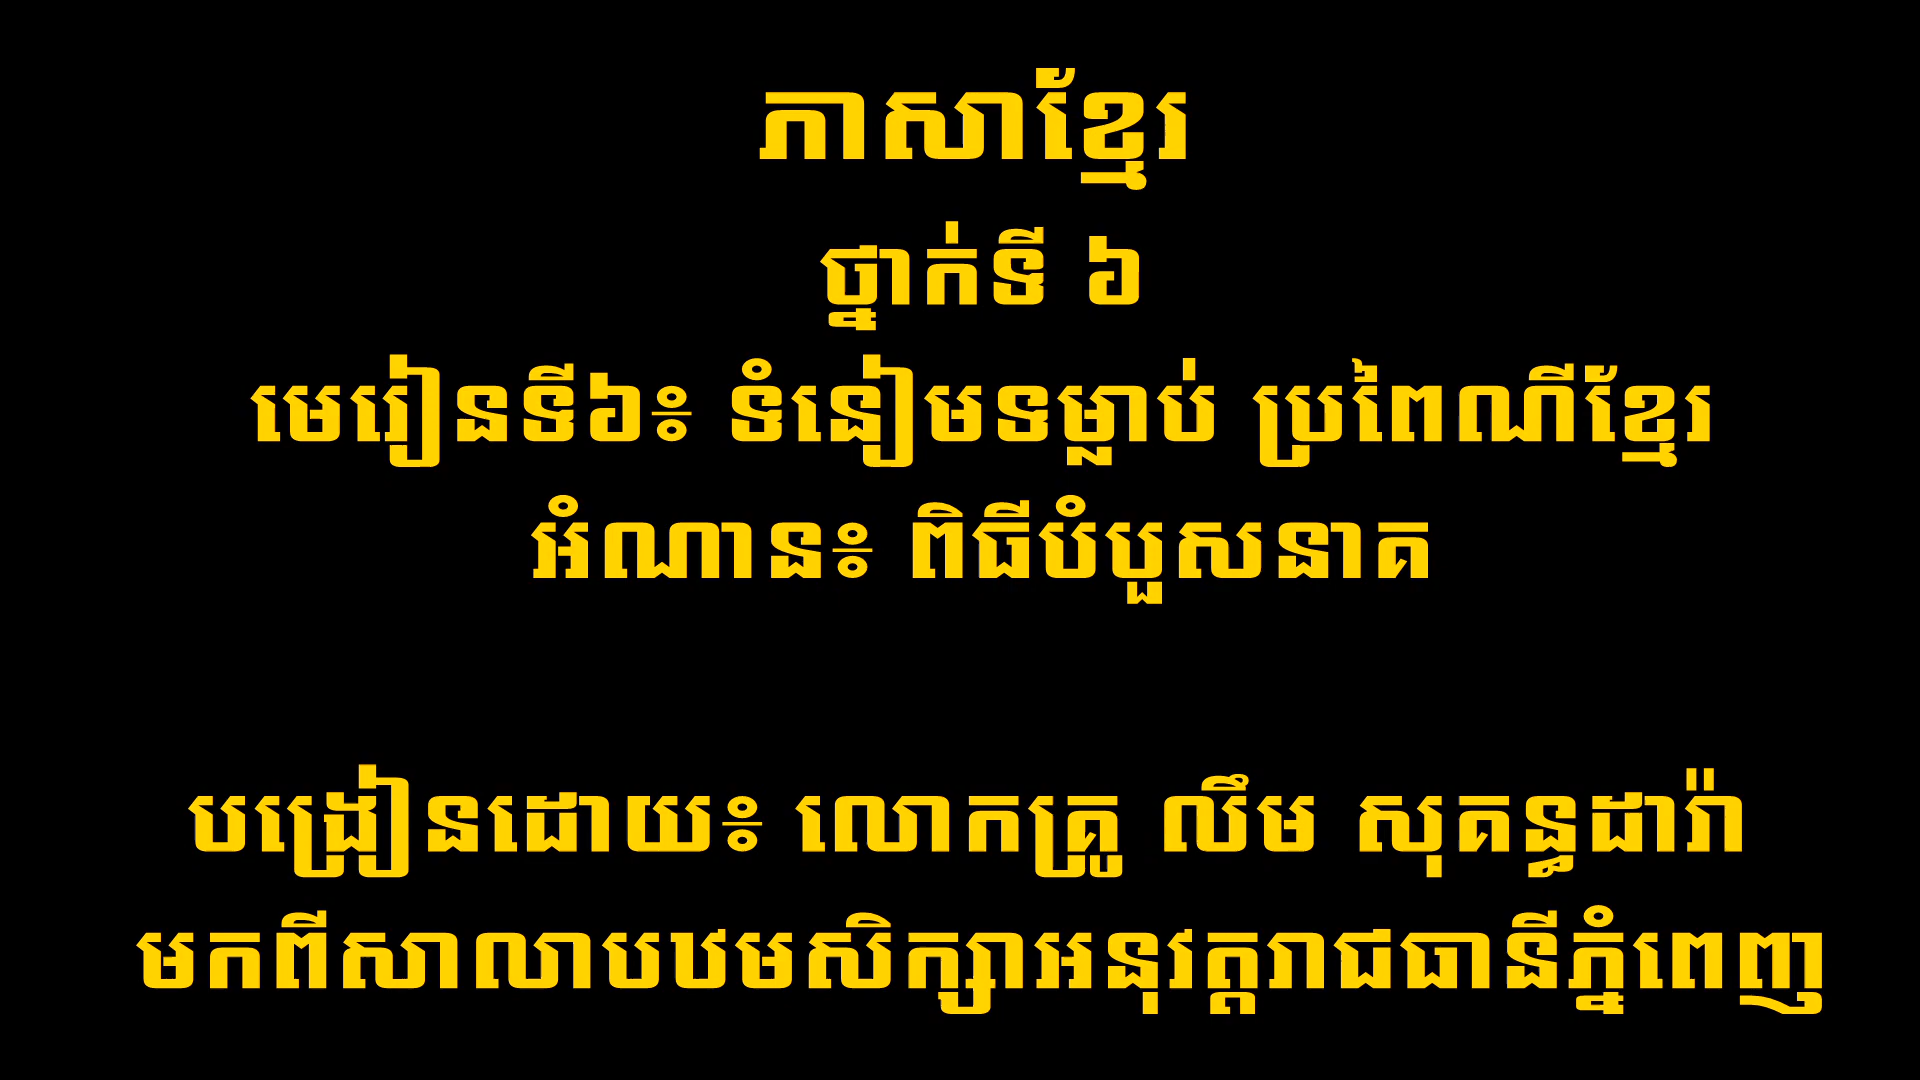 ភាសាខ្មែរ
ថ្នាក់ទី ៦
មេរៀនទី៦៖ ទំនៀមទម្លាប់ ប្រពៃណីខ្មែរ
អំណាន៖ ពិធីបំបួសនាគ
បង្រៀនដោយ៖ លោកគ្រូ លឹម សុគន្ធដារ៉ា
មកពីសាលាបឋមសិក្សាអនុវត្តរាជធានីភ្នំពេញ